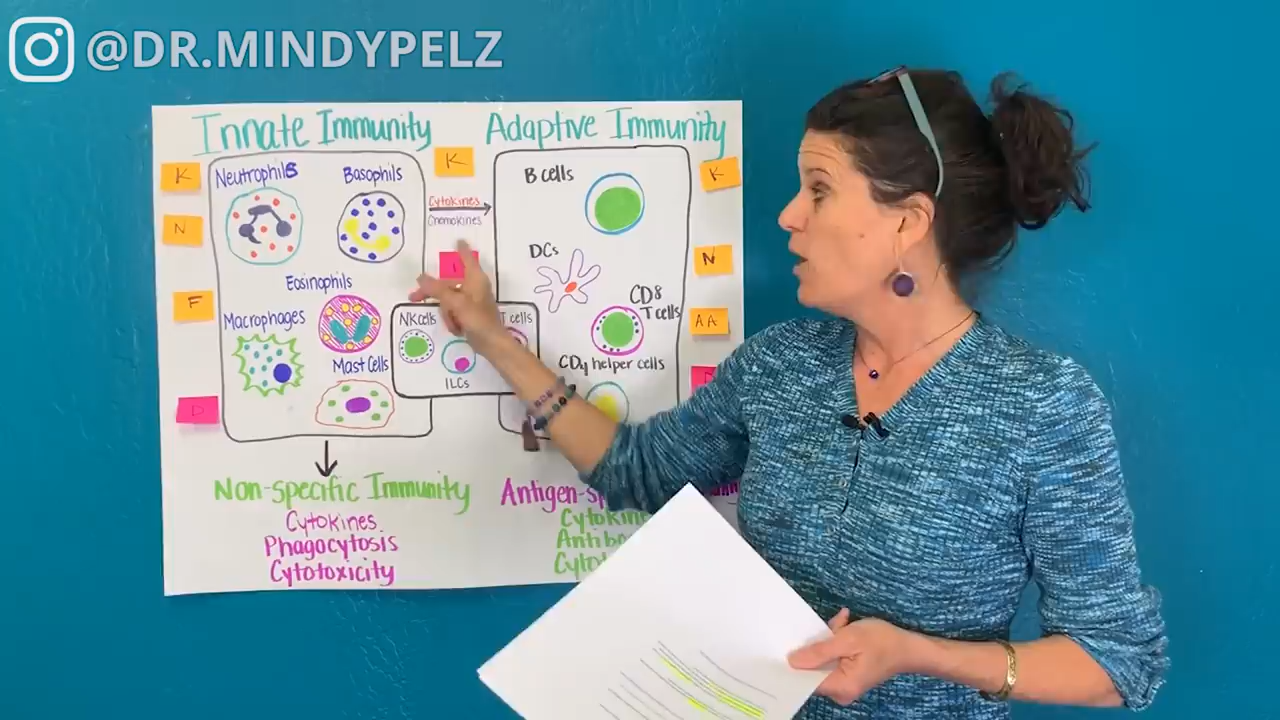 @DR.MINDYPELZ
Innate Immunity
Adaptive Immunity
K
Neutrophils
Basophils
K
Cytokines
Chemokines
B cells
K
N
DCs
N
Eosinophils
F
Macrophages
NK cells
T cells
CD8
T cells
AA
Mast Cells
ILCs
CD4 helper cells
D
Non-specific Immunity
Cytokines
Phagocytosis
Cytotoxicity